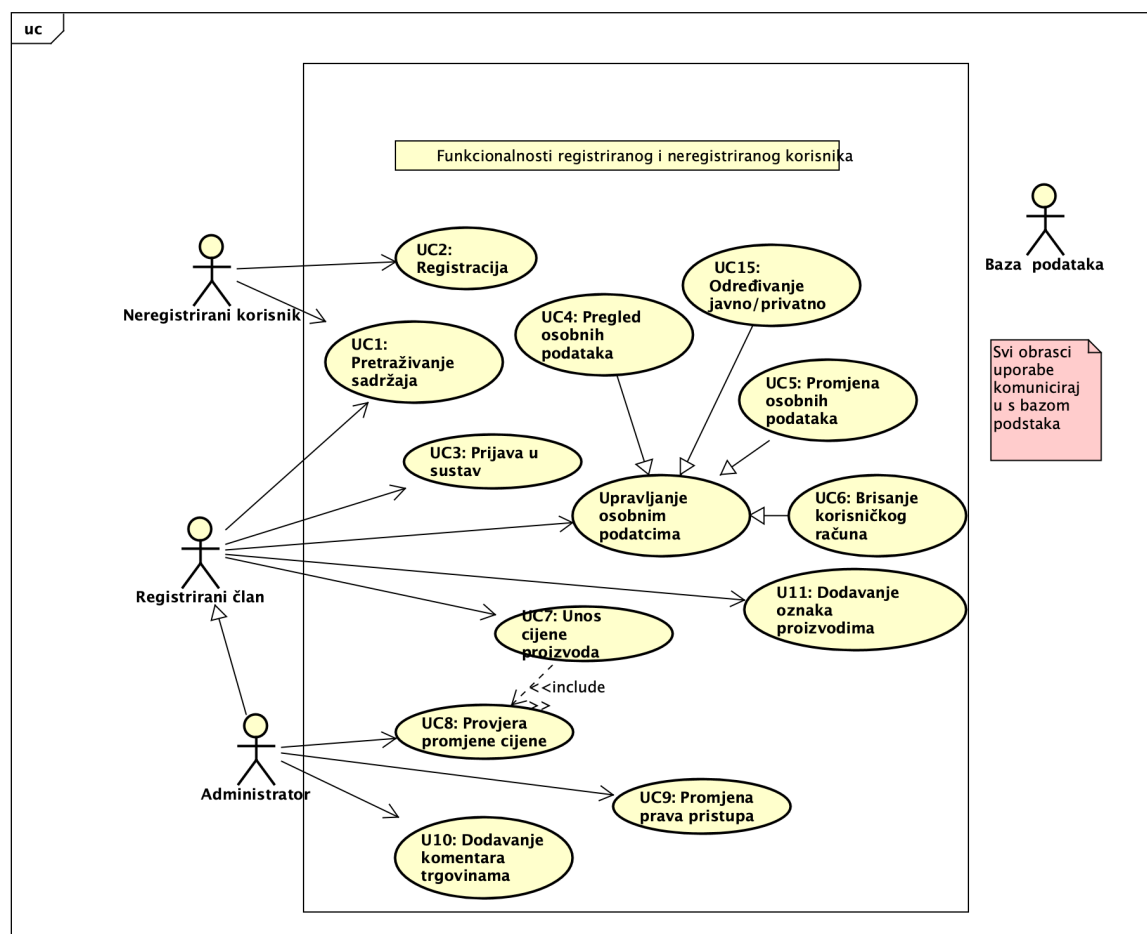 uc
Funkcionalnosti registriranog i neregistriranog korisnika
Baza podataka
Neregistrirani korisnik
UC2:
Registracija
UC15:
Određivanje
javno/privatno
UC4: Pregled
osobnih
podataka
UC1:
Pretraživanje
sadržaja
UC5: Promjena
osobnih
podataka
Svi obrasci
uporabe
komuniciraj
u s bazom
podstaka
UC3: Prijava u
sustav
Upravljanje
osobnim
podatcima
UC6: Brisanje
korisničkog
računa
Registrirani član
U11: Dodavanje
oznaka
proizvodima
UC7: Unos
cijene
proizvoda
<<include
>>
UC8: Provjera
promjene cijene
Administrator
UC9: Promjena
prava pristupa
U10: Dodavanje
komentara
trgovinama